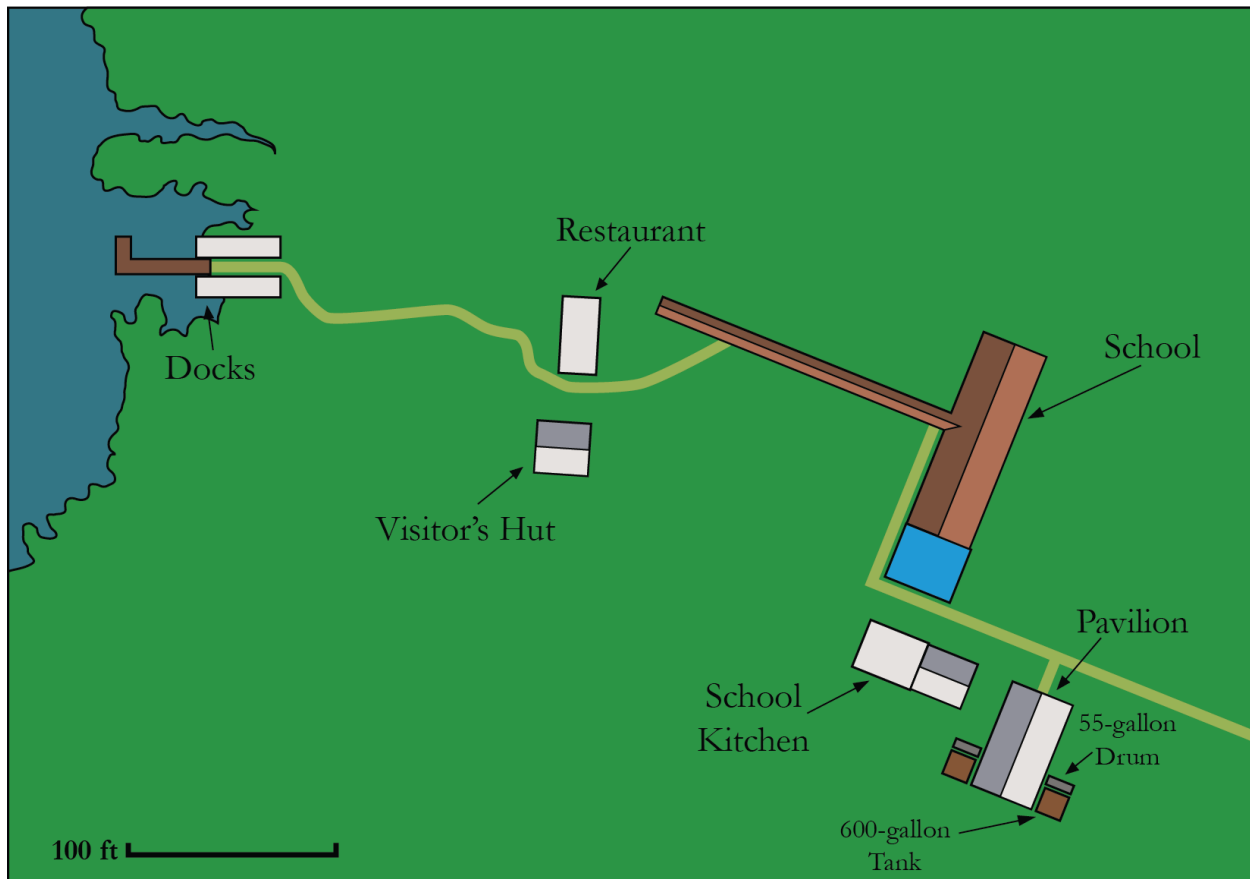 Restaurant
School
Docks
Visitor's Hut
Pavilion
School
Kitchen
55-gallon
Drum
600-gallon
Tank
100 ft